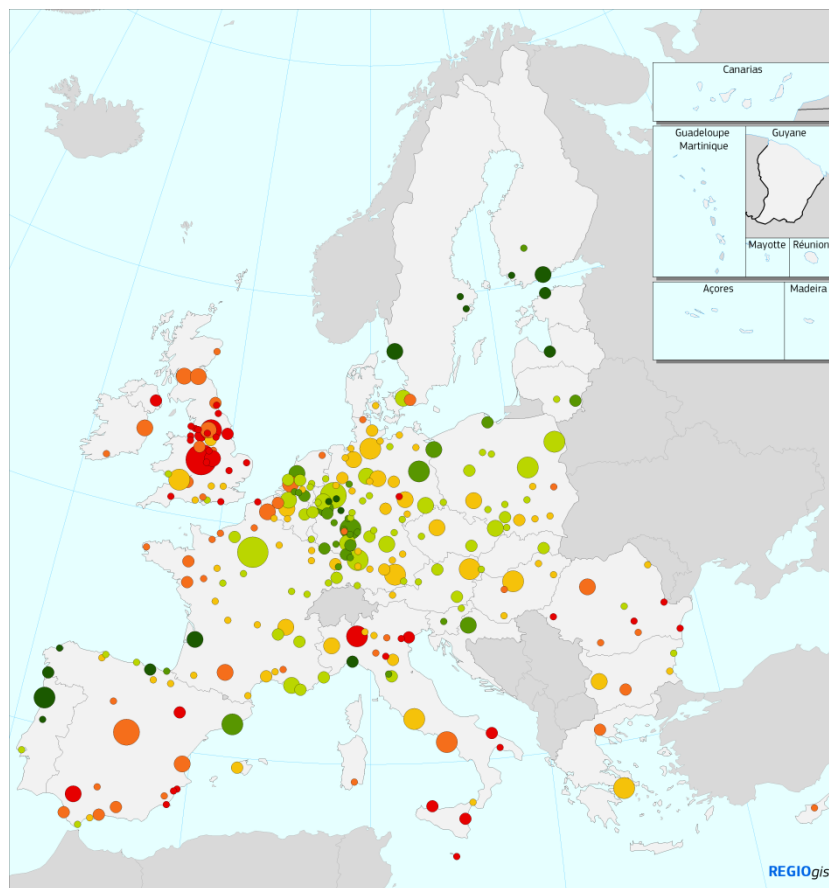 Canarias
Guadeloupe
Martinique
Guyane
Mayotte
Réunion
Açores
Madeira
REGIOgis